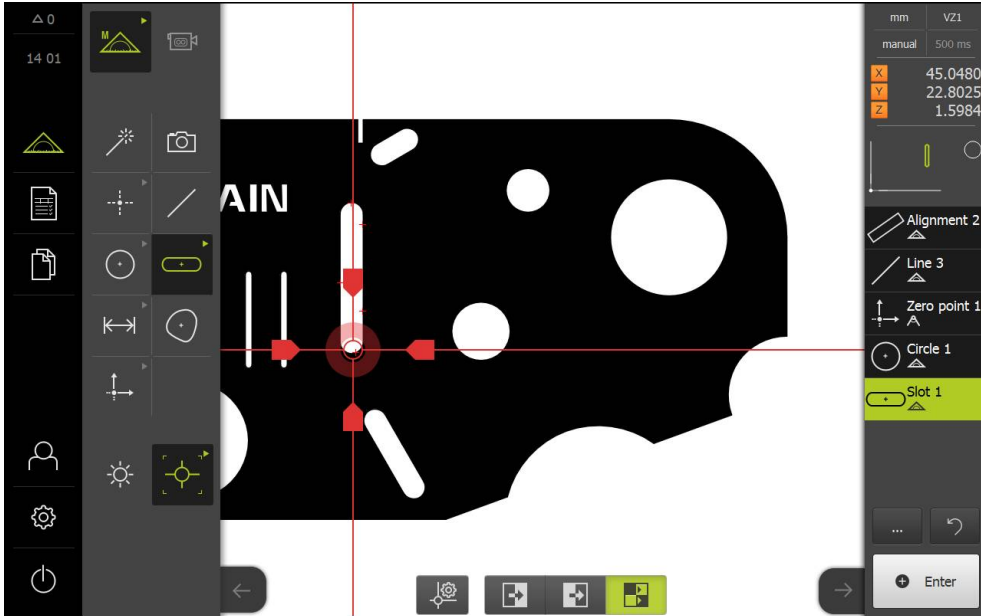 0
14 01
M
AIN
mm VZ1
manual 500 ms
X 45.0480
Y 22.8025
Z 1.5984
Alignment 2
Line 3
Zero point 1
Circle 1
Slot 1
...
Enter